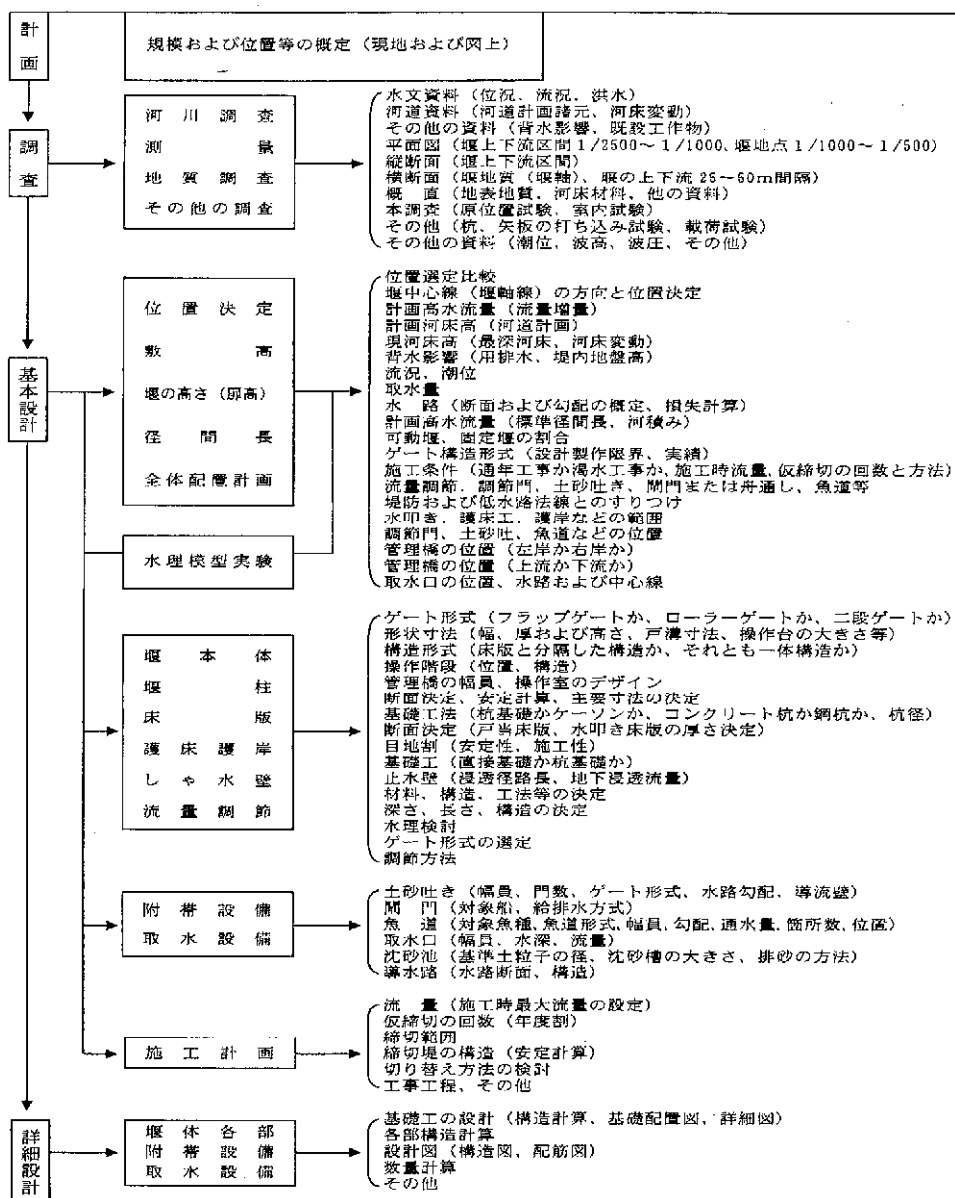 計画
規模および位置等の概定（現地および図上）
調査
河川調査
測量
地質調査
その他の調査
水文資料（位況、流況、洪水）
河道資料（河道計画諸元、河床変動）
その他の資料（背水影響、既設工作物）
平面図（堰上下流区間1/2500～1/1000、堰地点1/1000～1/500）
縦断面（堰上下流区間）
横断面（堰地質（堰軸）、堰の上下流25～50m間隔）
概直（地表地質、河床材料、他の資料）
本調査（原位置試験、室内試験）
その他（杭、矢板の打ち込み試験、載荷試験）
その他の資料（潮位、波高、波圧、その他）
基本設計
位置決定
敷高
堰の高さ（扉高）
径間長
全体配置計画
水理模型実験
位置選定比較
堰中心線（堰軸線）の方向と位置決定
計画高水流量（流量増量）
計画河床高（河道計画）
現河床高（最深河床、河床変動）
背水影響（用排水、堤内地盤高）
流況、潮位
取水量
水路（断面および勾配の概定、損失計算）
計画高水流量（標準径間長、河積み）
可動堰、固定堰の割合
ゲート構造形式（設計製作限界、実績）
施工条件（通年工事か渇水工事か、施工時流量、仮締切の回数と方法）
流量調節、調節門、土砂吐き、閘門または舟通し、魚道等
堤防および低水路法線とのすりつけ
水叩き、護床工、護岸などの範囲
調節門、土砂吐、魚道などの位置
管理橋の位置（左岸か右岸か）
管理橋の位置（上流か下流か）
取水口の位置、水路および中心線
堰本体
堰柱
床版
護床護岸
しゃ水壁
流量調節
ゲート形式（フラップゲートか、ローラーゲートか、二段ゲートか）
形状寸法（幅、厚および高さ、戸溝寸法、操作台の大きさ等）
構造形式（床版と分隔した構造か、それとも一体構造か）
操作階段（位置、構造）
管理橋の幅員、操作室のデザイン
断面決定、安定計算、主要寸法の決定
基礎工法（杭基礎かケーソンか、コンクリート杭か鋼杭か、杭径）
断面決定（戸当床版、水叩き床版の厚さ決定）
目地割（安定性、施工性）
基礎工（直接基礎か杭基礎か）
止水壁（浸透径路長、地下浸透流量）
材料、構造、工法等の決定
深さ、長さ、構造の決定
水理検討
ゲート形式の選定
調節方法
附帯設備
取水設備
土砂吐き（幅員、門数、ゲート形式、水路勾配、導流壁）
閘門（対象船、給排水方式）
魚道（対象魚種、魚道形式、幅員、勾配、通水量、箇所数、位置）
取水口（幅員、水深、流量）
沈砂池（基準土粒子の径、沈砂槽の大きさ、排砂の方法）
導水路（水路断面、構造）
施工計画
流量（施工時最大流量の設定）
仮締切の回数（年度割）
締切範囲
締切堤の構造（安定計算）
切り替え方法の検討
工事工程、その他
詳細設計
堰体各部
附帯設備
取水設備
基礎工の設計（構造計算、基礎配置図、詳細図）
各部構造計算
設計図（構造図、配筋図）
数量計算
その他